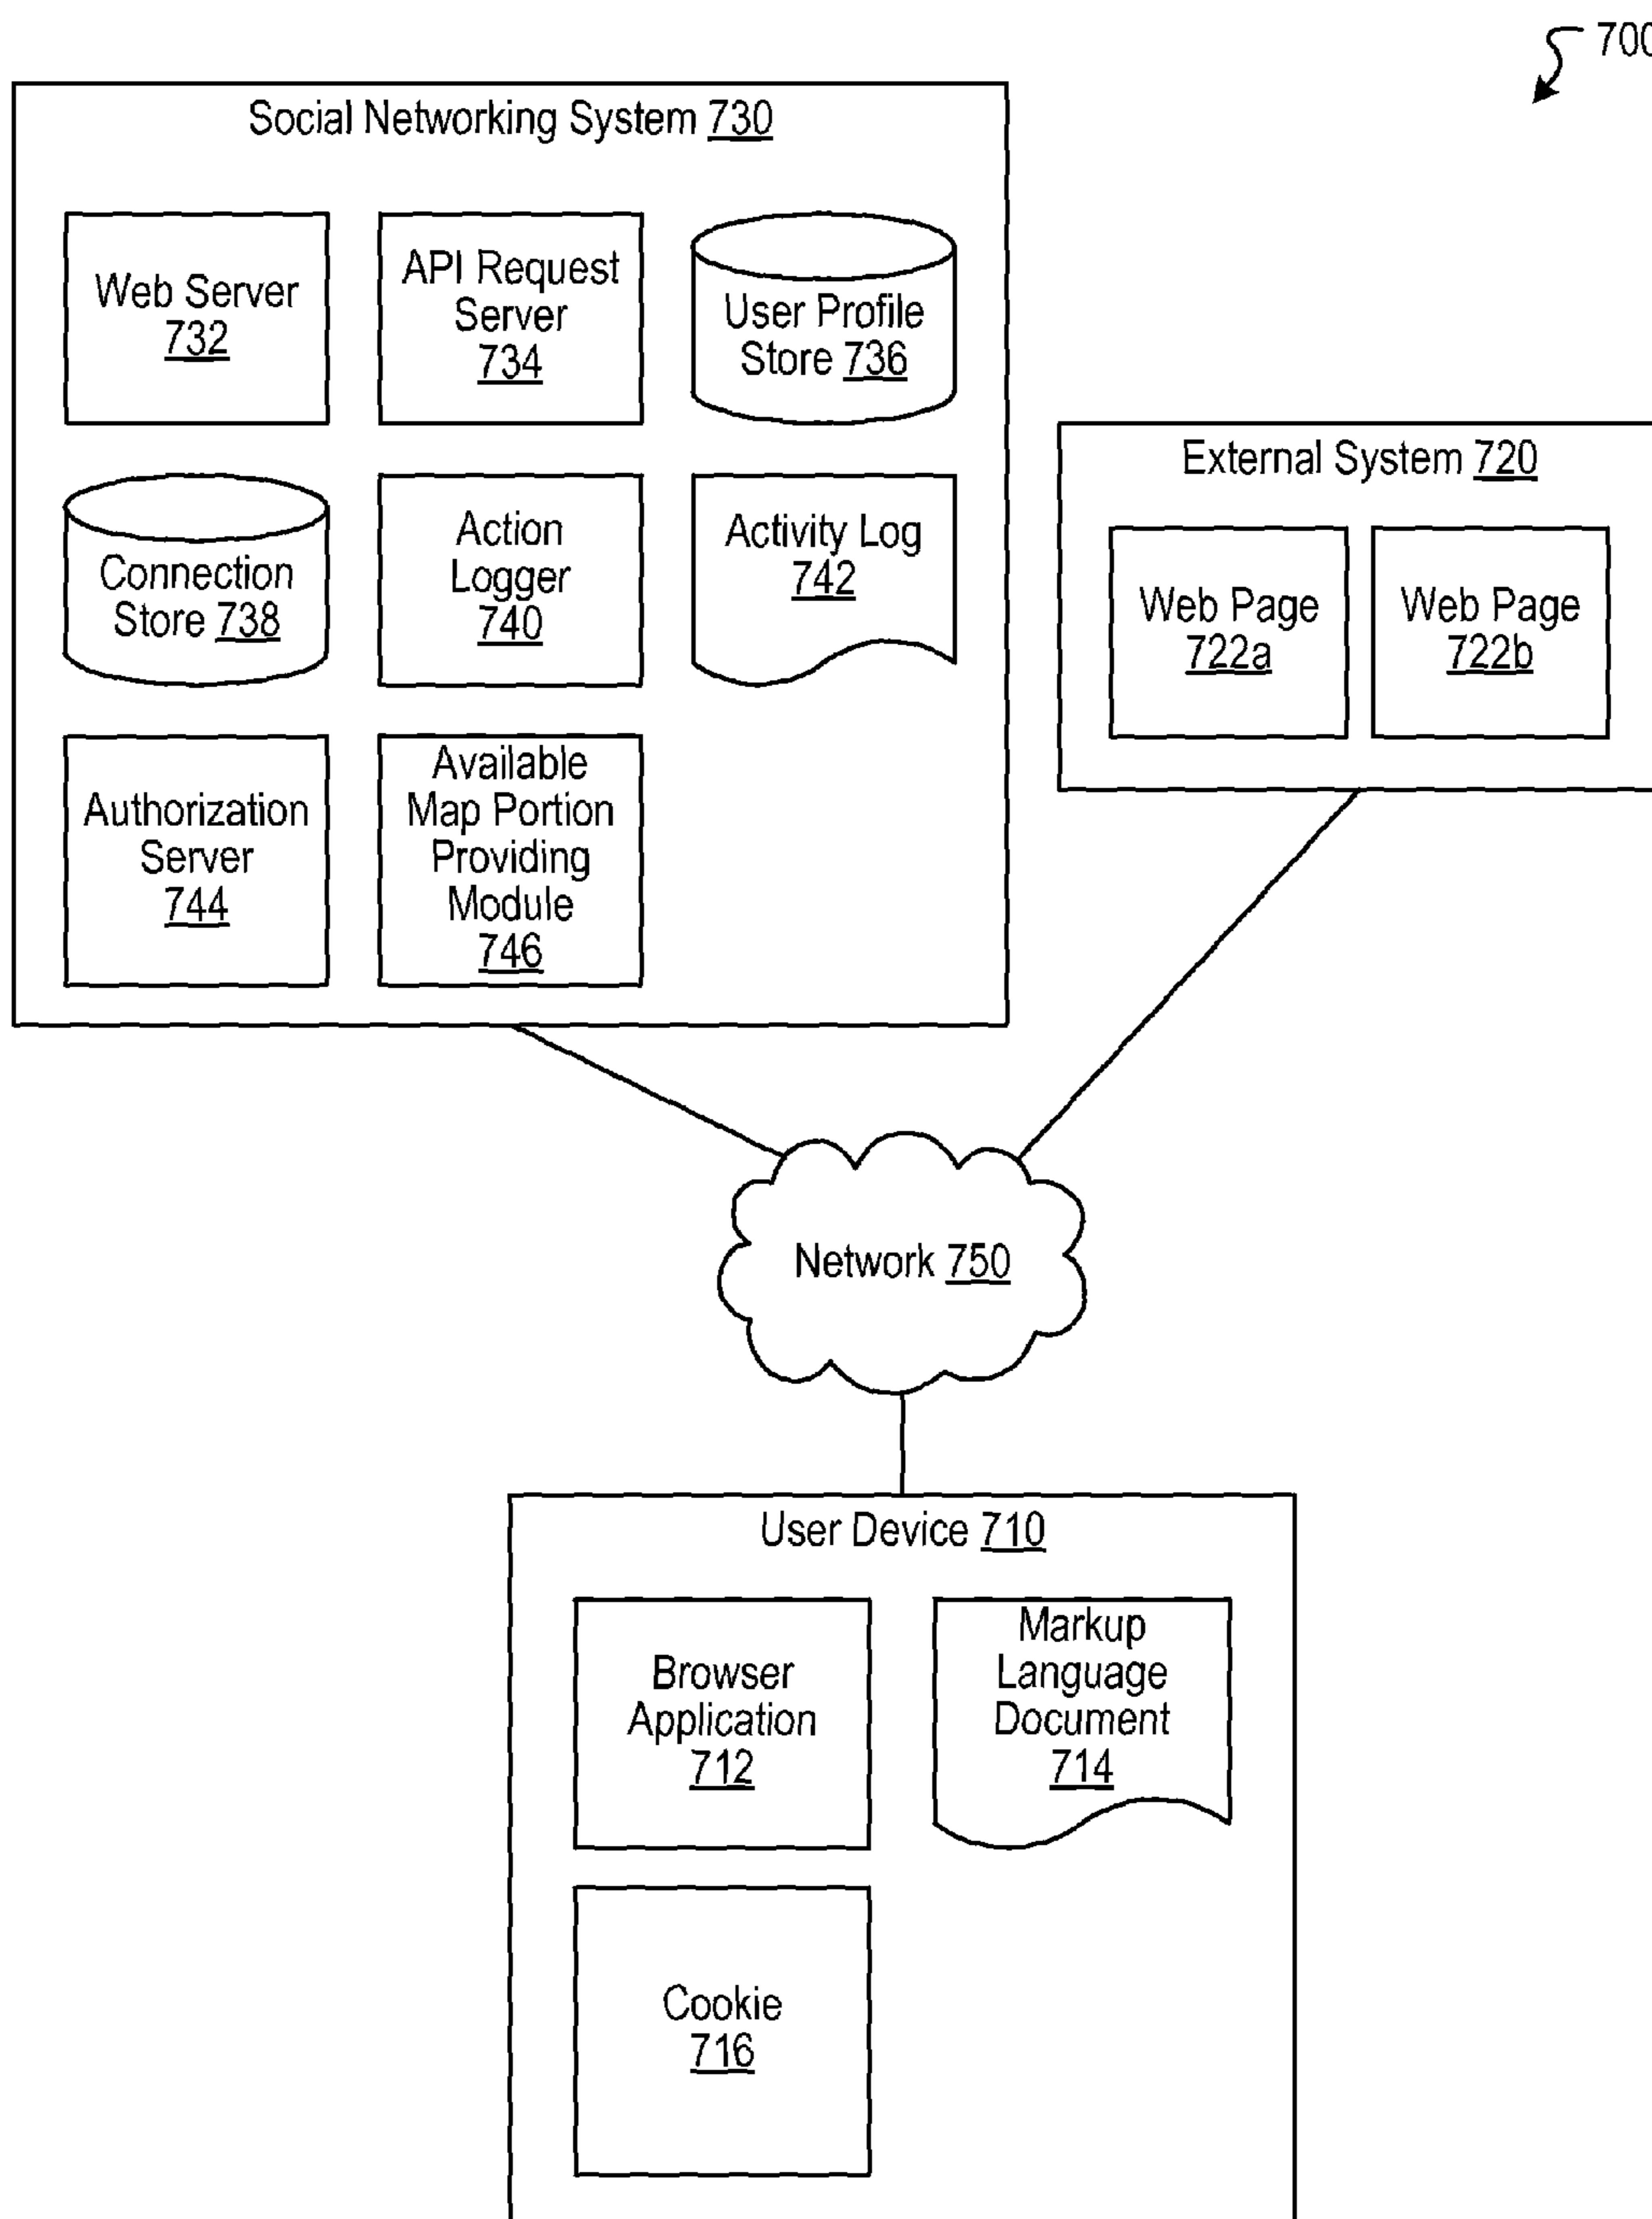 700
Social Networking System 730
Web Server
732
API Request
Server
734
User Profile
Store 736
Connection
Store 738
Action
Logger
740
Activity Log
742
Authorization
Server
744
Available
Map Portion
Providing
Module
746
External System 720
Web Page
722a
Web Page
722b
Network 750
User Device 710
Browser
Application
712
Markup
Language
Document
714
Cookie
716